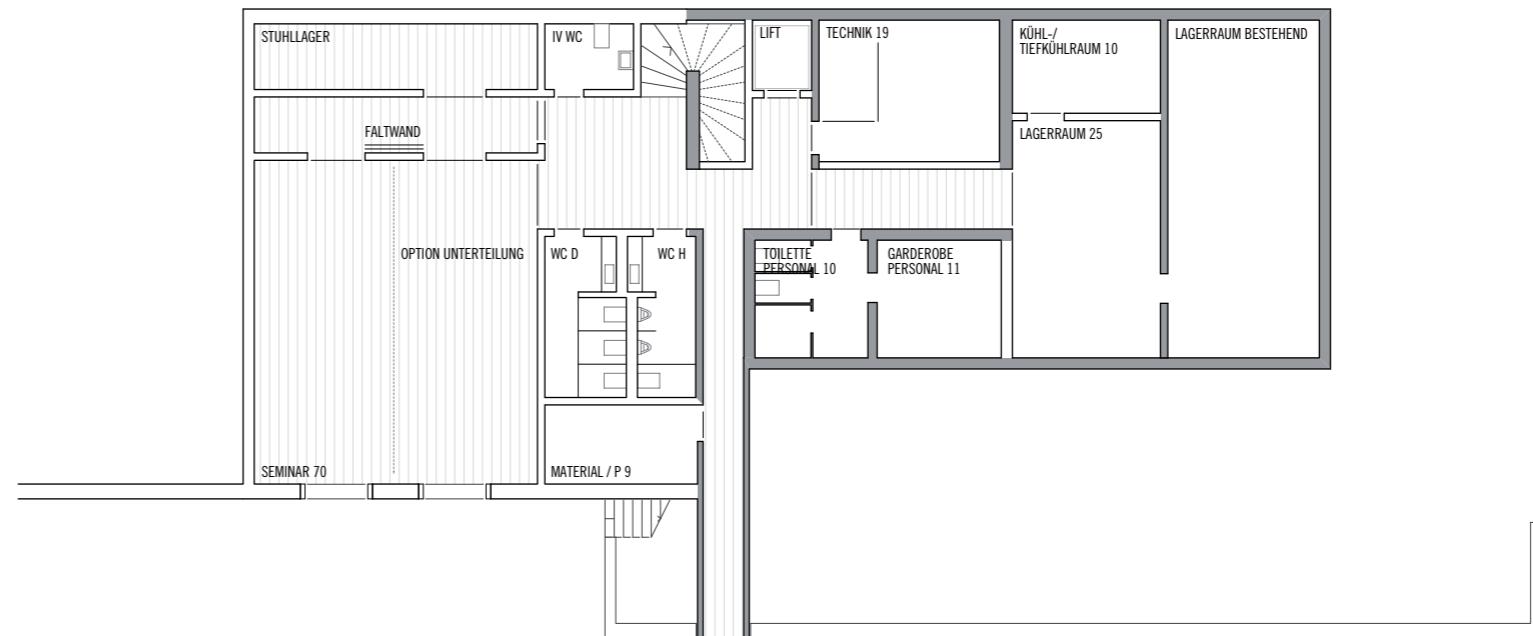 STUHLLAGER
IV WC
LIFT
TECHNIK 19
KÜHL-/
TIEFKÜHLRAUM 10
LAGERRAUM BESTEHEND
FALTWAND
LAGERRAUM 25
OPTION UNTERTEILUNG
WC D
WC H
TOILETTE
PERSONAL 10
GARDEROBE
PERSONAL 11
SEMINAR 70
MATERIAL / P 9